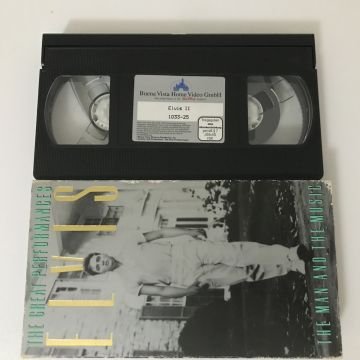 Buena Vista Home Video GmbH
Elvis II
1033-25
THE GREAT PERFORMANCES
ELVIS
THE MAN AND THE MUSIC